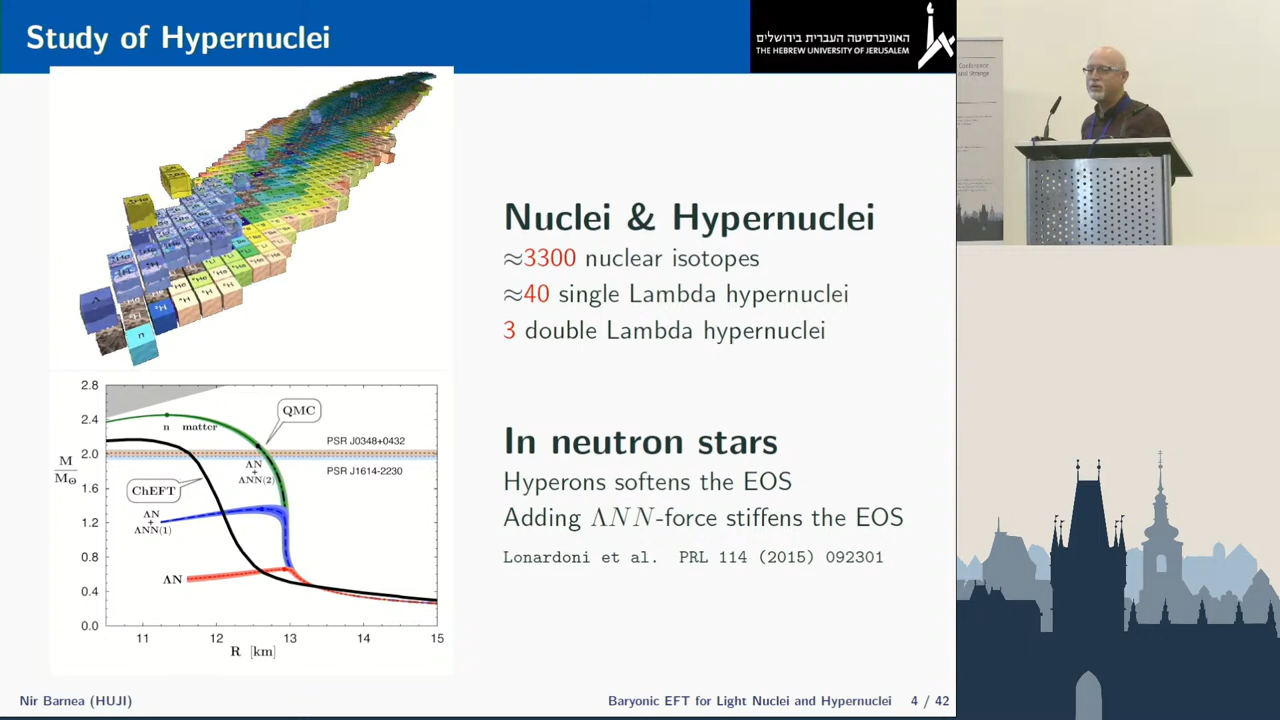 Study of Hypernuclei
האוניברסיטה העברית בירושלים
THE HEBREW UNIVERSITY OF JERUSALEM
Conference
und Strange
Λ
n
Nuclei & Hypernuclei
≈3300 nuclear isotopes
≈40 single Lambda hypernuclei
3 double Lambda hypernuclei
2.8
2.4
2.0
1.6
1.2
0.8
0.4
0.0
M
M⊙
n matter
QMC
PSR J0348+0432
PSR J1614-2230
ΛN
+
ΛNN(2)
ChEFT
ΛN
+
ΛNN(1)
ΛN
11 12 13 14 15
R [km]
In neutron stars
Hyperons softens the EOS
Adding ΛNN-force stiffens the EOS
Lonardoni et al. PRL 114 (2015) 092301
Nir Barnea (HUJI)
Baryonic EFT for Light Nuclei and Hypernuclei 4 / 42